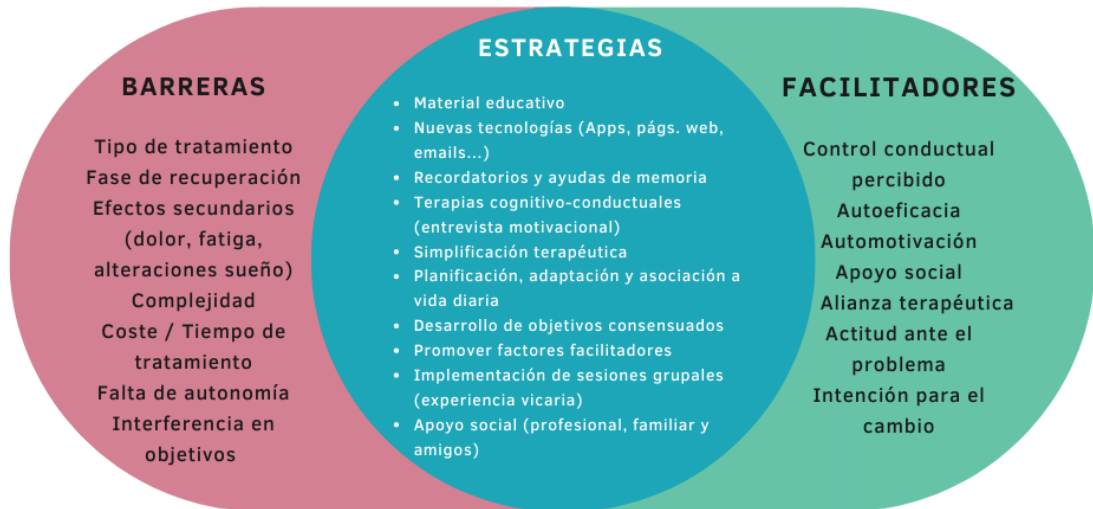 BARRERAS
Tipo de tratamiento
Fase de recuperación
Efectos secundarios
(dolor, fatiga,
alteraciones sueño)
Complejidad
Coste / Tiempo de
tratamiento
Falta de autonomía
Interferencia en
objetivos
ESTRATEGIAS
• Material educativo
• Nuevas tecnologías (Apps, págs. web,
emails...)
• Recordatorios y ayudas de memoria
• Terapias cognitivo-conductuales
(entrevista motivacional)
• Simplificación terapéutica
• Planificación, adaptación y asociación a
vida diaria
• Desarrollo de objetivos consensuados
• Promover factores facilitadores
• Implementación de sesiones grupales
(experiencia vicaria)
• Apoyo social (profesional, familiar y
amigos)
FACILITADORES
Control conductual
percibido
Autoeficacia
Automotivación
Apoyo social
Alianza terapéutica
Actitud ante el
problema
Intención para el
cambio